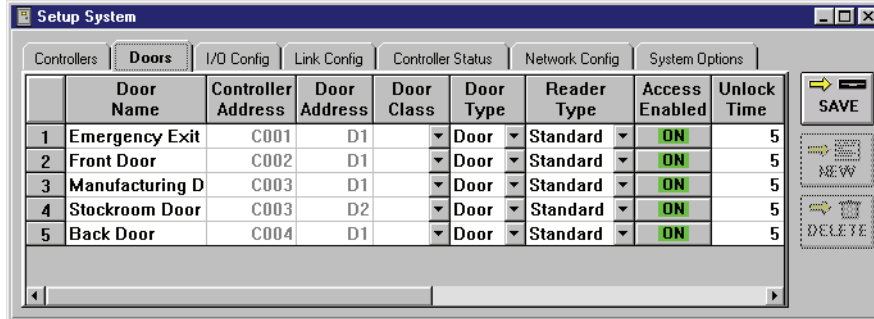 Setup System
Controllers Doors I/O Config Link Config Controller Status Network Config System Options
Door Name Controller Address Door Address Door Class Door Type Reader Type Access Enabled Unlock Time
1 Emergency Exit C001 D1 Door Standard ON 5
2 Front Door C002 D1 Door Standard ON 5
3 Manufacturing D C003 D1 Door Standard ON 5
4 Stockroom Door C003 D2 Door Standard ON 5
5 Back Door C004 D1 Door Standard ON 5
SAVE
NEW
DELETE